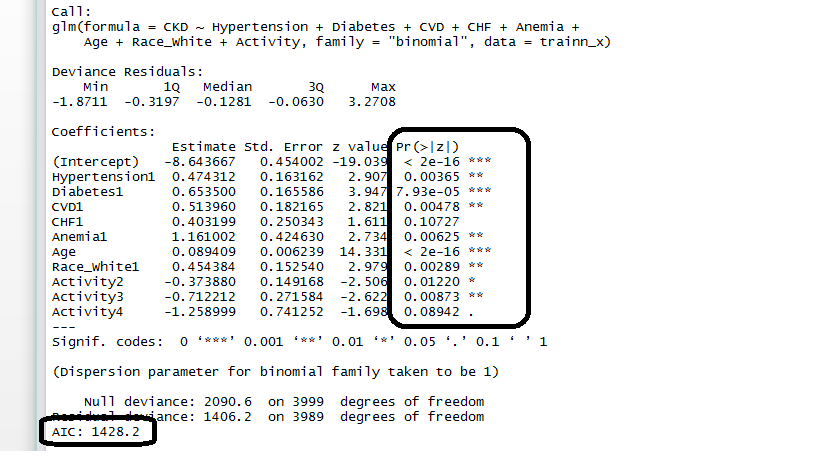 Call:
glm(formula = CKD ~ Hypertension + Diabetes + CVD + CHF + Anemia +
    Age + Race_White + Activity, family = "binomial", data = trainn_x)
Deviance Residuals:
    Min      1Q  Median      3Q     Max
-1.8711 -0.3197 -0.1281 -0.0630  3.2708
Coefficients:
              Estimate Std. Error z value Pr(>|z|)
(Intercept)  -8.643667   0.454002 -19.039  < 2e-16 ***
Hypertension1 0.474312   0.163162   2.907  0.00365 **
Diabetes1     0.653500   0.165586   3.947 7.93e-05 ***
CVD1          0.513960   0.182165   2.821  0.00478 **
CHF1          0.403199   0.250343   1.611  0.10727
Anemia1       1.161002   0.424630   2.734  0.00625 **
Age           0.089409   0.006239  14.331  < 2e-16 ***
Race_White1   0.454384   0.152540   2.979  0.00289 **
Activity2    -0.373880   0.149168  -2.506  0.01220 *
Activity3    -0.712212   0.271584  -2.622  0.00873 **
Activity4    -1.258999   0.741252  -1.698  0.08942 .
---
Signif. codes:  0 ‘***’ 0.001 ‘**’ 0.01 ‘*’ 0.05 ‘.’ 0.1 ‘ ’ 1
(Dispersion parameter for binomial family taken to be 1)
    Null deviance: 2090.6  on 3999  degrees of freedom
Residual deviance: 1406.2  on 3989  degrees of freedom
AIC: 1428.2